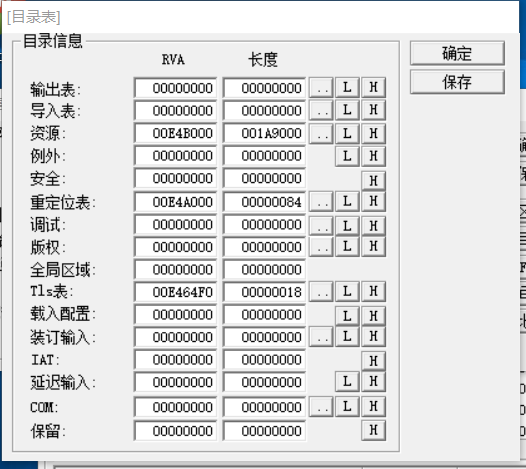 [目录表]
目录信息
RVA 长度 确定
保存
输出表: 00000000 00000000 .. L H
导入表: 00000000 00000000 .. L H
资源: 00E4B000 001A9000 .. L H
例外: 00000000 00000000 L H
安全: 00000000 00000000 H
重定位表: 00E4A000 00000084 .. L H
调试: 00000000 00000000 .. L H
版权: 00000000 00000000 .. L H
全局区域: 00000000 00000000
Tls表: 00E464F0 00000018 .. L H
载入配置: 00000000 00000000 L H
装订输入: 00000000 00000000 .. L H
IAT: 00000000 00000000 H
延迟输入: 00000000 00000000 L H
COM: 00000000 00000000 .. L H
保留: 00000000 00000000 H